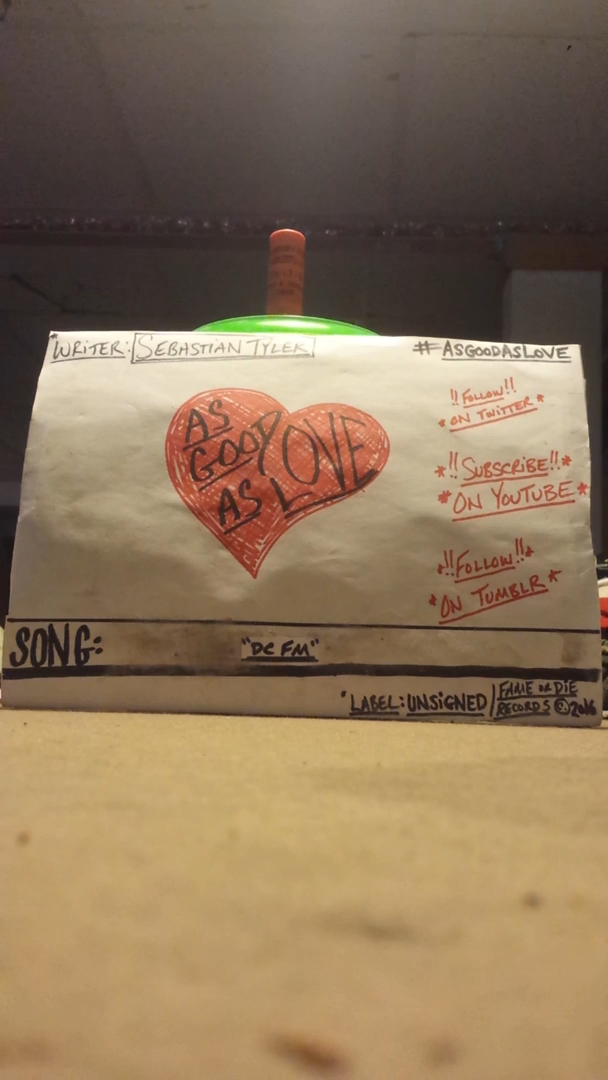 *WRITER: SEBASTIAN TYLEK
# ASGOODASLOVE
AS
GOOD
AS LOVE
!!FOLLOW!!
*ON TWITTER*
*!!SUBSCRIBE!!*
*ON YOUTUBE*
*!!FOLLOW!!*
*ON TUMBLR*
SONG:
"DC FM"
*LABEL: UNSIGNED / FAME OR DIE
RECORDS © 2016